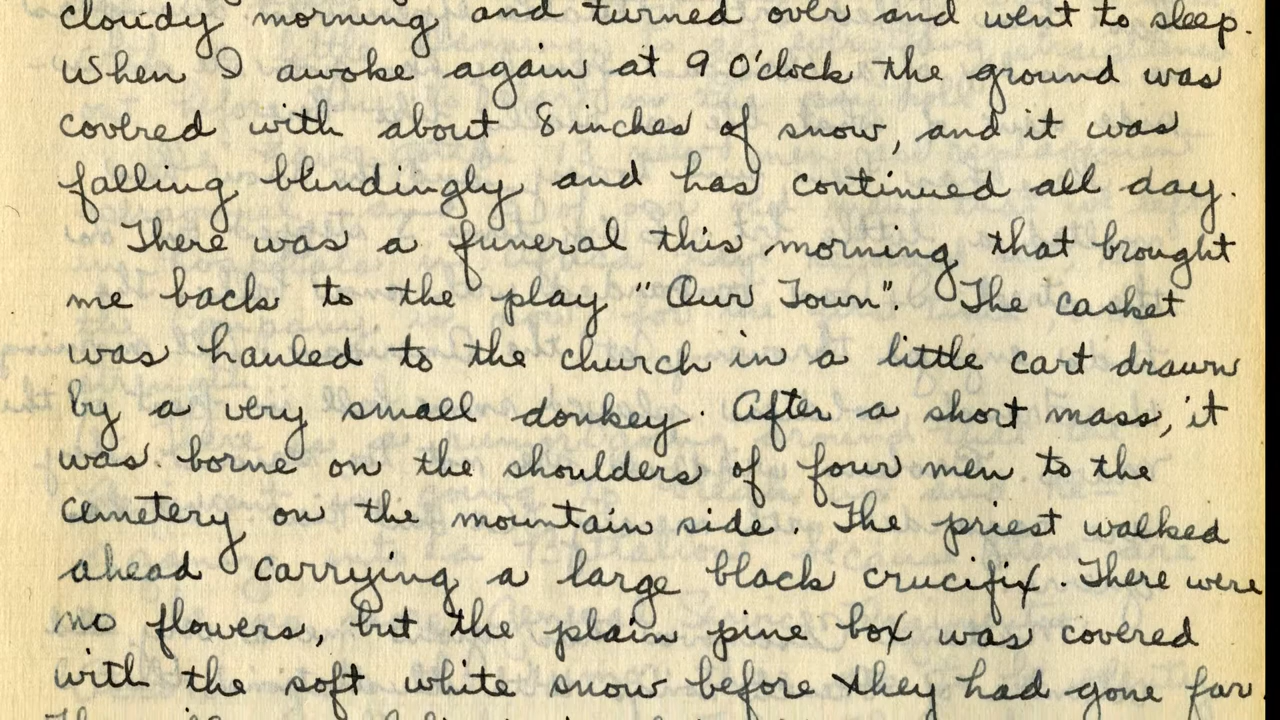 cloudy morning and turned over and went to sleep.
When I awoke again at 9 O'clock the ground was
covered with about 8 inches of snow, and it was
falling blindingly and has continued all day.
There was a funeral this morning that brought
me back to the play "Our Town". The casket
was hauled to the church in a little cart drawn
by a very small donkey. After a short mass, it
was borne on the shoulders of four men to the
cemetery on the mountain side. The priest walked
ahead carrying a large black crucifix. There were
no flowers, but the plain pine box was covered
with the soft white snow before they had gone far.